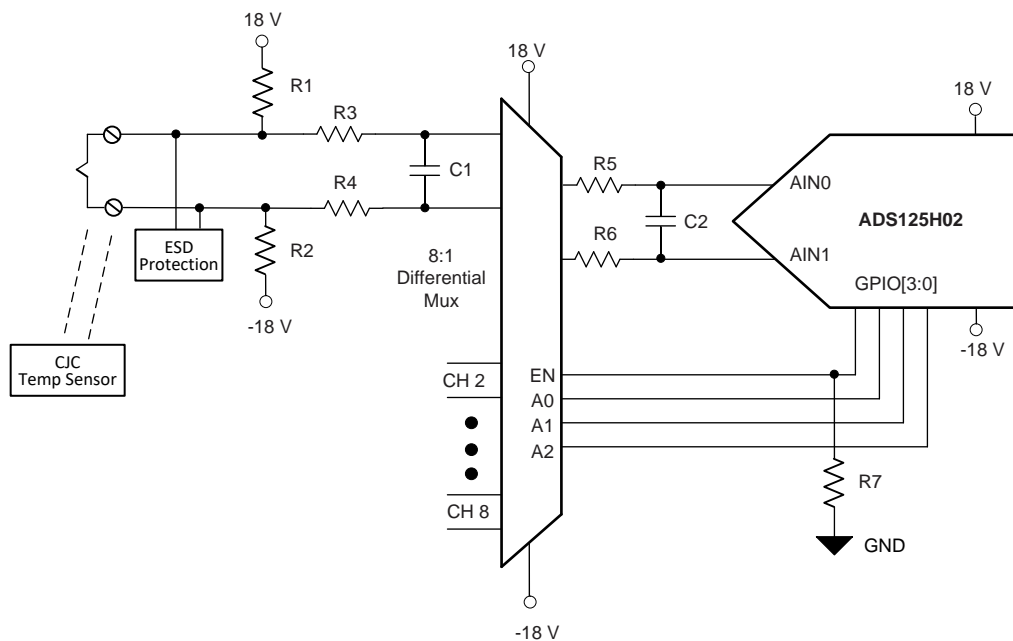 18 V
R1
18 V
18 V
R3
R4
C1
R5
R6
C2
AIN0
AIN1
ADS125H02
GPIO[3:0]
ESD
Protection
R2
-18 V
8:1
Differential
Mux
-18 V
CJC
Temp Sensor
CH 2
CH 8
EN
A0
A1
A2
R7
GND
-18 V